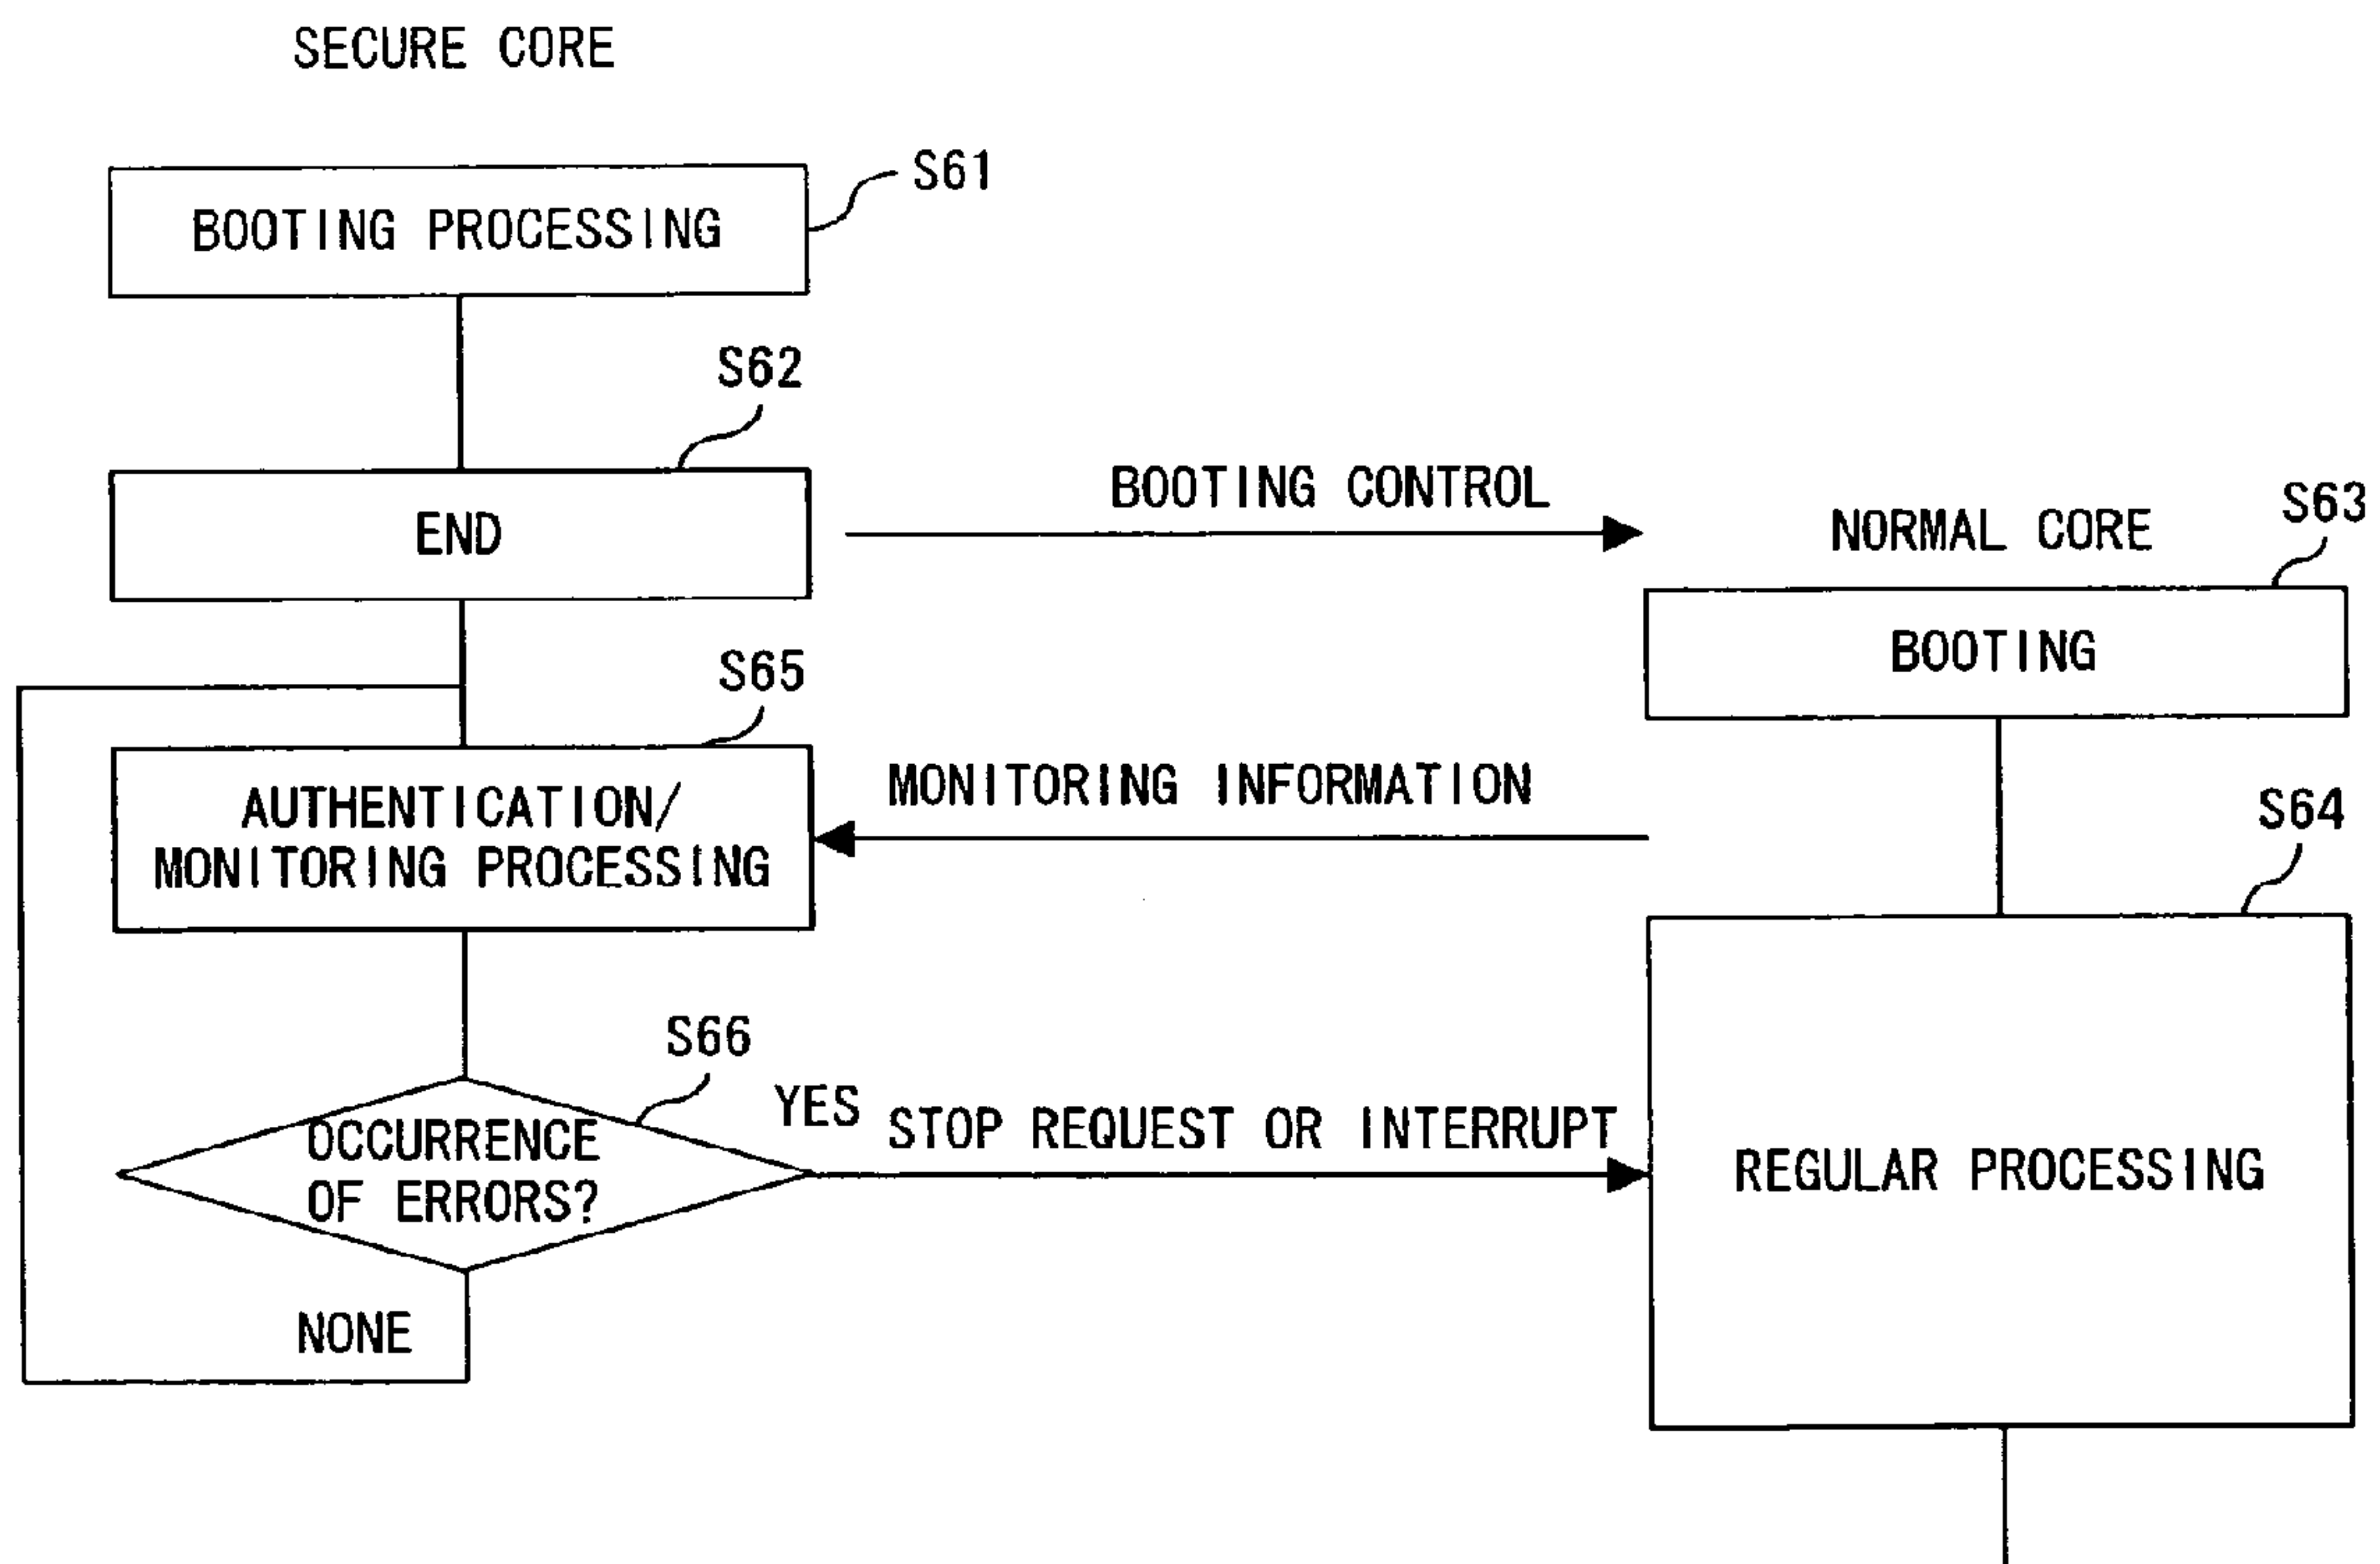 SECURE CORE
S61
BOOTING PROCESSING
S62
END
BOOTING CONTROL
NORMAL CORE
S63
BOOTING
S65
AUTHENTICATION/
MONITORING PROCESSING
MONITORING INFORMATION
S64
S66
OCCURRENCE
OF ERRORS?
YES
STOP REQUEST OR INTERRUPT
REGULAR PROCESSING
NONE